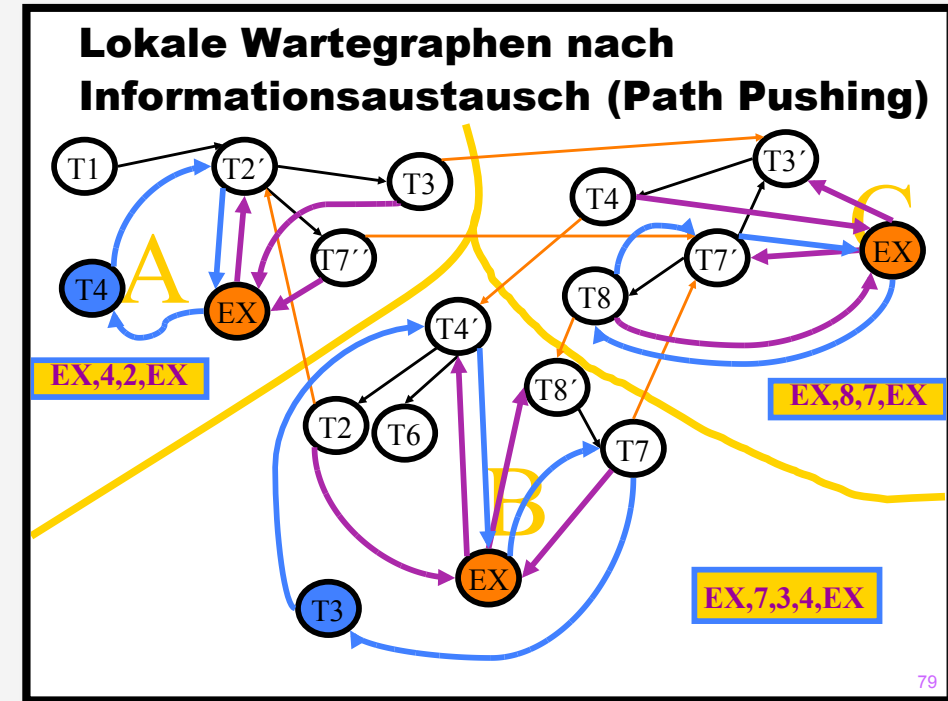 Lokale Wartegraphen nach
Informationsaustausch (Path Pushing)
T1
T2´
T3
T7´´
T4
A
EX
EX,4,2,EX
T3´
T4
C
EX
T7´
T8
EX,8,7,EX
T4´
T8´
T2
T6
T7
B
EX
T3
EX,7,3,4,EX
79